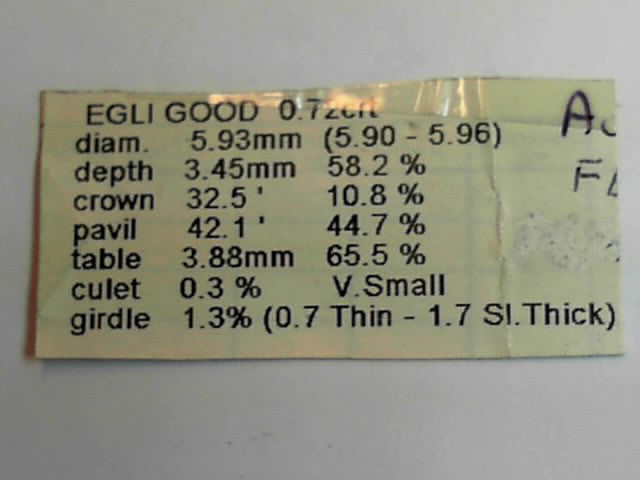 EGLI GOOD 0.72crt
diam. 5.93mm (5.90 - 5.96)
depth 3.45mm 58.2 %
crown 32.5 ' 10.8 %
pavil 42.1 ' 44.7 %
table 3.88mm 65.5 %
culet 0.3 % V.Small
girdle 1.3% (0.7 Thin - 1.7 Sl.Thick)